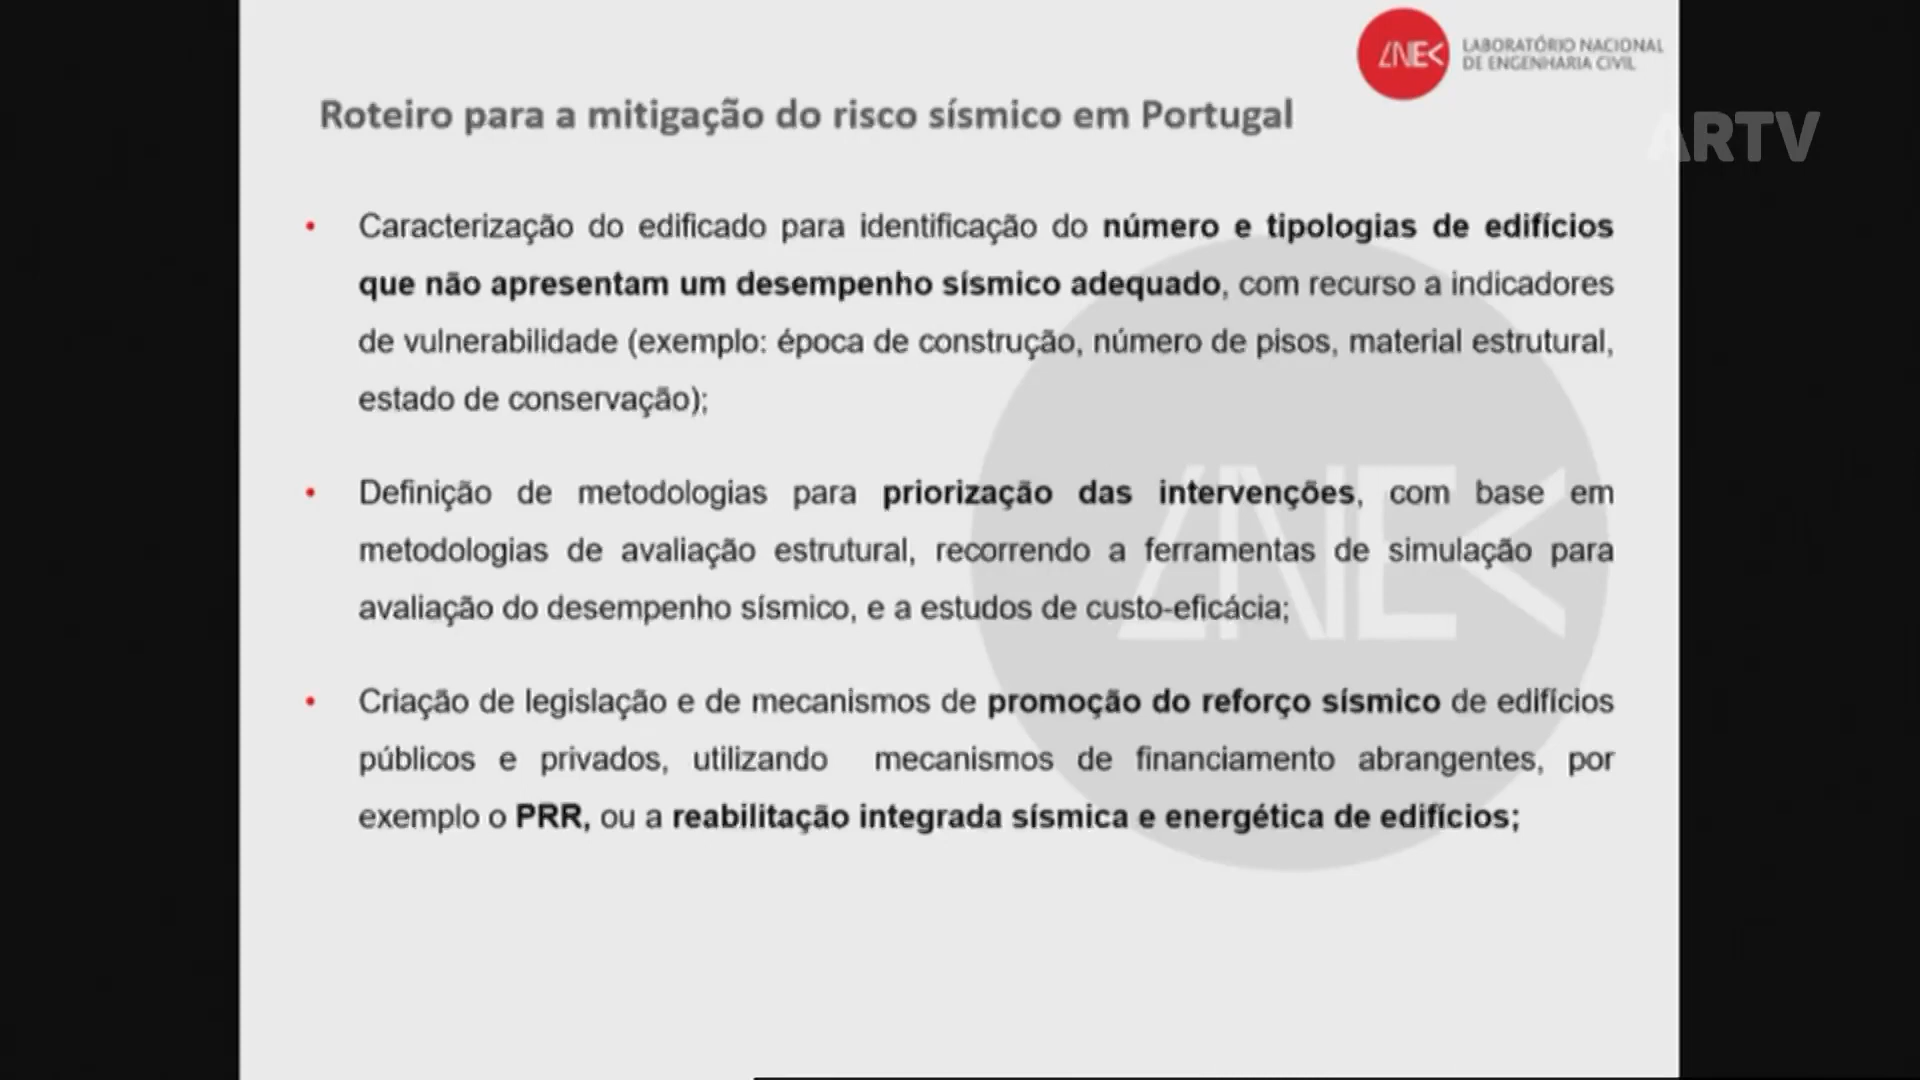 LNEC
LABORATÓRIO NACIONAL
DE ENGENHARIA CIVIL
Roteiro para a mitigação do risco sísmico em Portugal
ARTV
• Caracterização do edificado para identificação do número e tipologias de edifícios
que não apresentam um desempenho sísmico adequado, com recurso a indicadores
de vulnerabilidade (exemplo: época de construção, número de pisos, material estrutural,
estado de conservação);
• Definição de metodologias para priorização das intervenções, com base em
metodologias de avaliação estrutural, recorrendo a ferramentas de simulação para
avaliação do desempenho sísmico, e a estudos de custo-eficácia;
• Criação de legislação e de mecanismos de promoção do reforço sísmico de edifícios
públicos e privados, utilizando mecanismos de financiamento abrangentes, por
exemplo o PRR, ou a reabilitação integrada sísmica e energética de edifícios;
LNEC